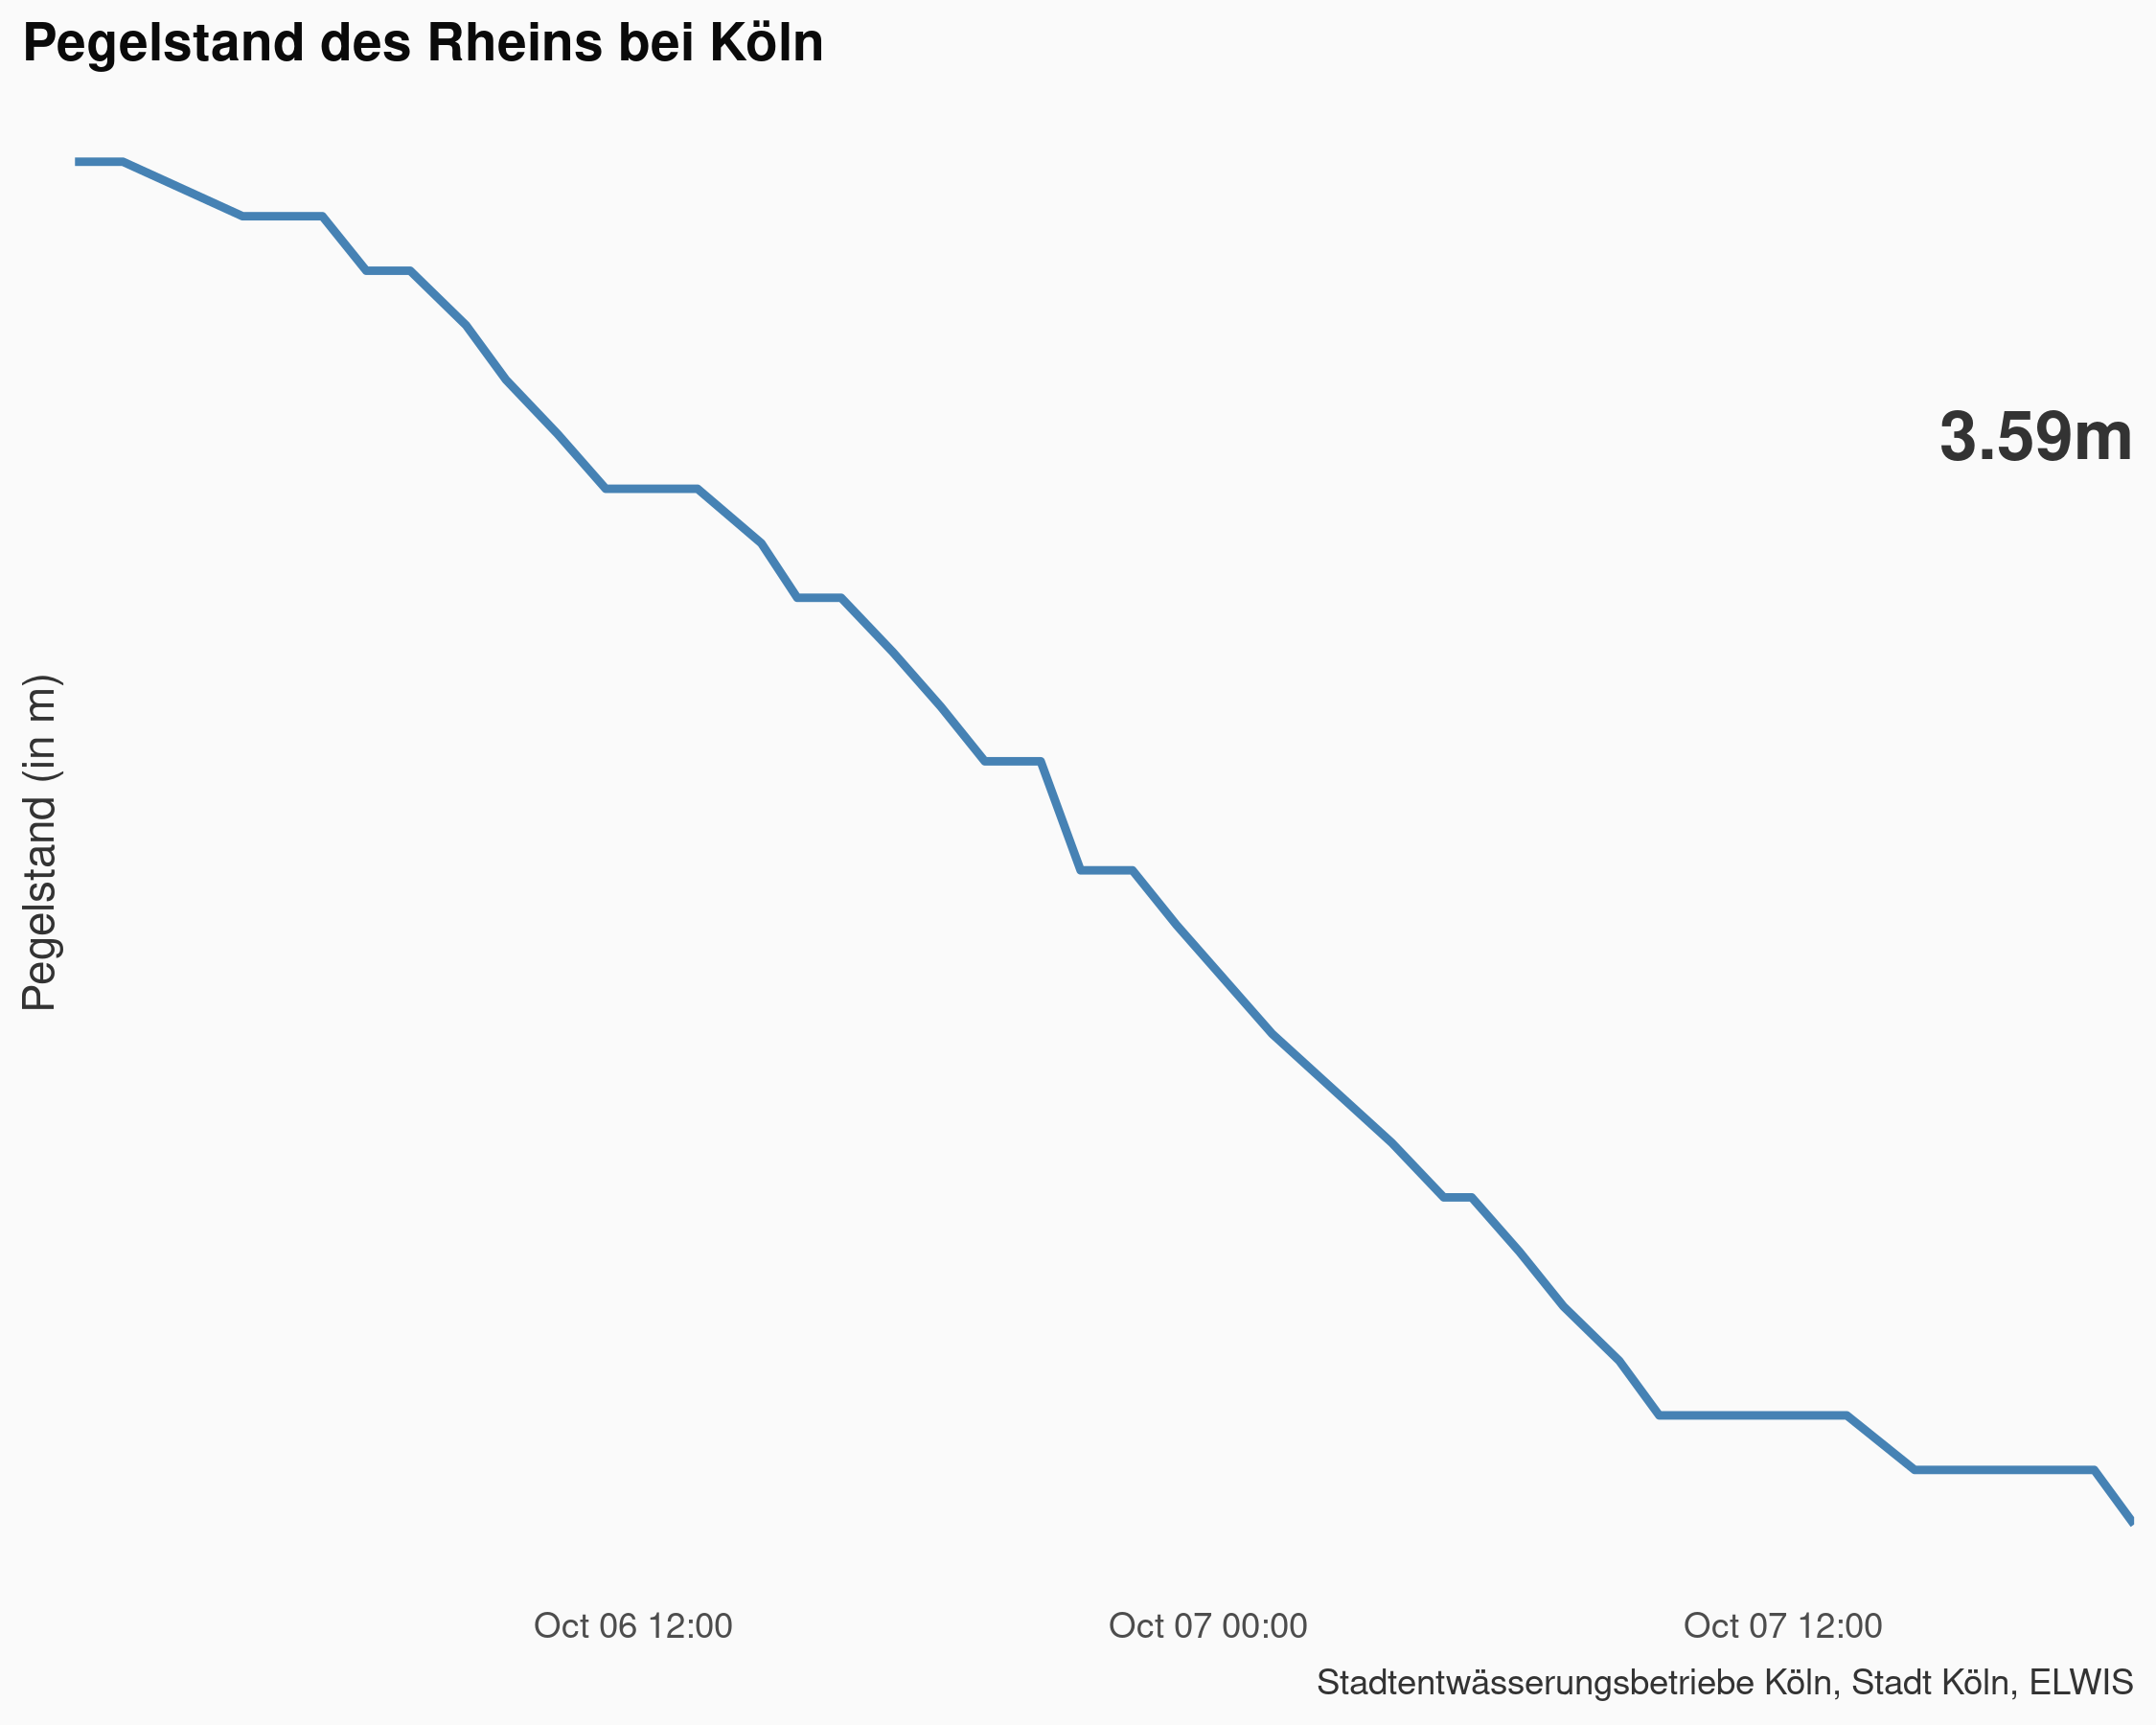 Pegelstand des Rheins bei Köln
3.59m
Pegelstand (in m)
Oct 06 12:00
Oct 07 00:00
Oct 07 12:00
Stadtentwässerungsbetriebe Köln, Stadt Köln, ELWIS